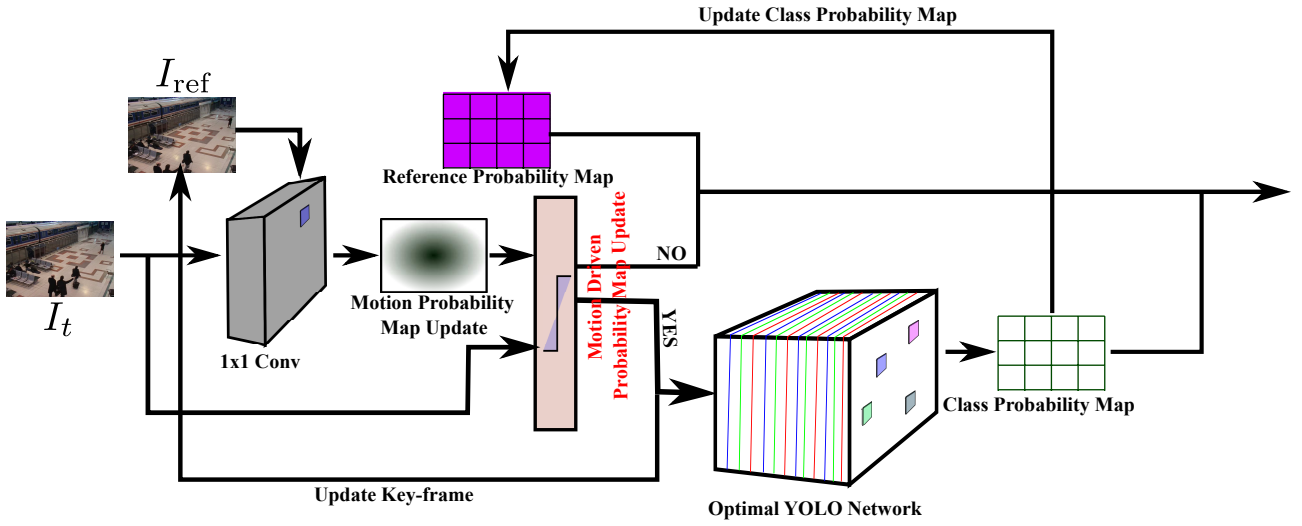 Update Class Probability Map
I_ref
Reference Probability Map
I_t
Motion Probability
Map Update
1x1 Conv
Motion Driven
Probability Map Update
NO
YES
Class Probability Map
Update Key-frame
Optimal YOLO Network